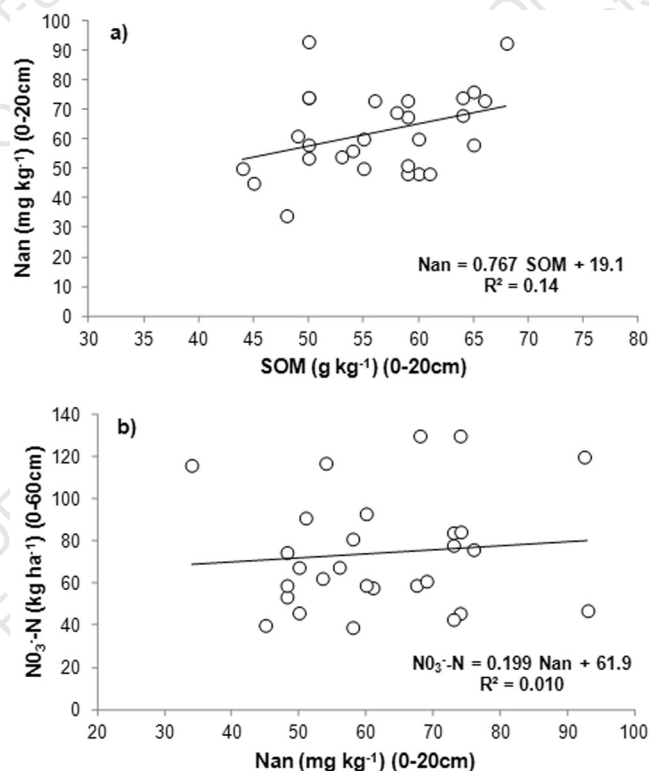 a)
Nan (mg kg⁻¹) (0-20cm)
100
90
80
70
60
50
40
30
20
10
0
Nan = 0.767 SOM + 19.1
R² = 0.14
30 35 40 45 50 55 60 65 70 75 80
SOM (g kg⁻¹) (0-20cm)
b)
N0₃⁻-N (kg ha⁻¹) (0-60cm)
140
120
100
80
60
40
20
0
N0₃⁻-N = 0.199 Nan + 61.9
R² = 0.010
20 30 40 50 60 70 80 90 100
Nan (mg kg⁻¹) (0-20cm)